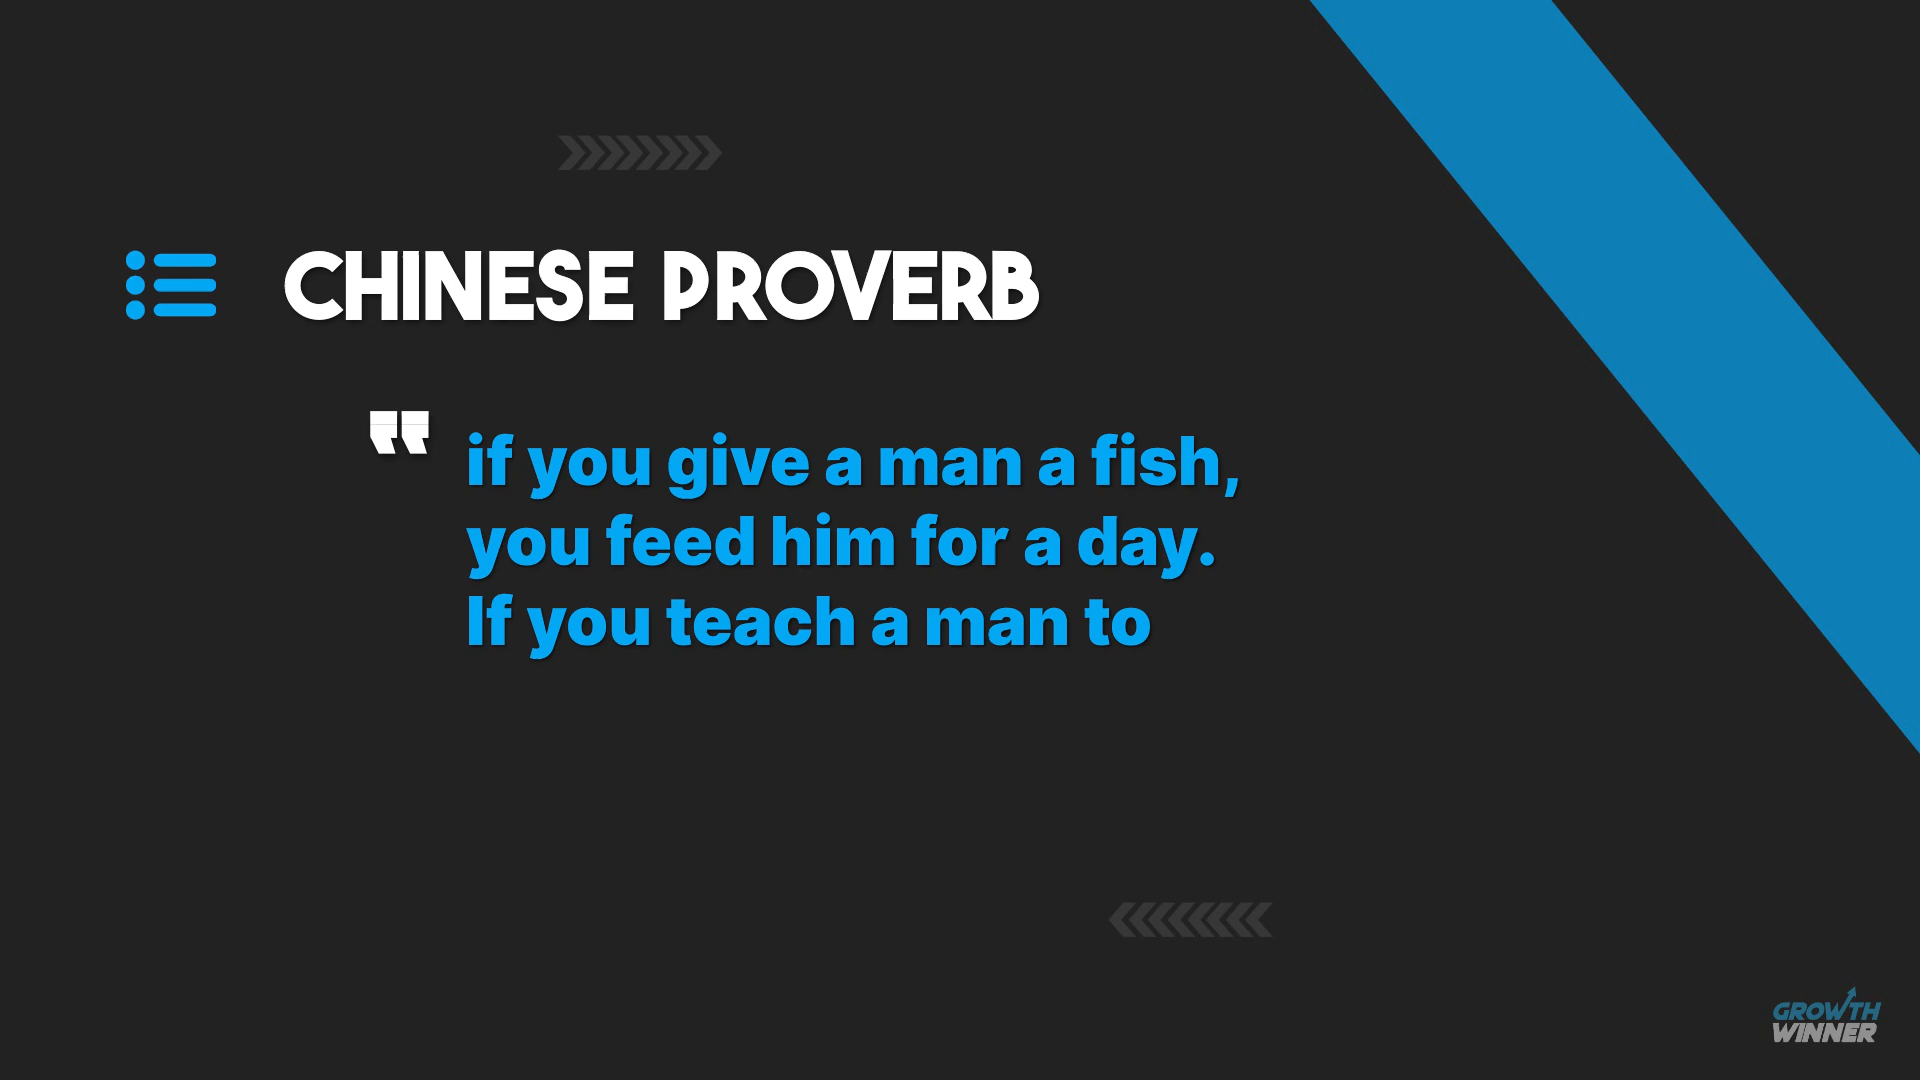 CHINESE PROVERB
" if you give a man a fish,
you feed him for a day.
If you teach a man to
GROWTH
WINNER